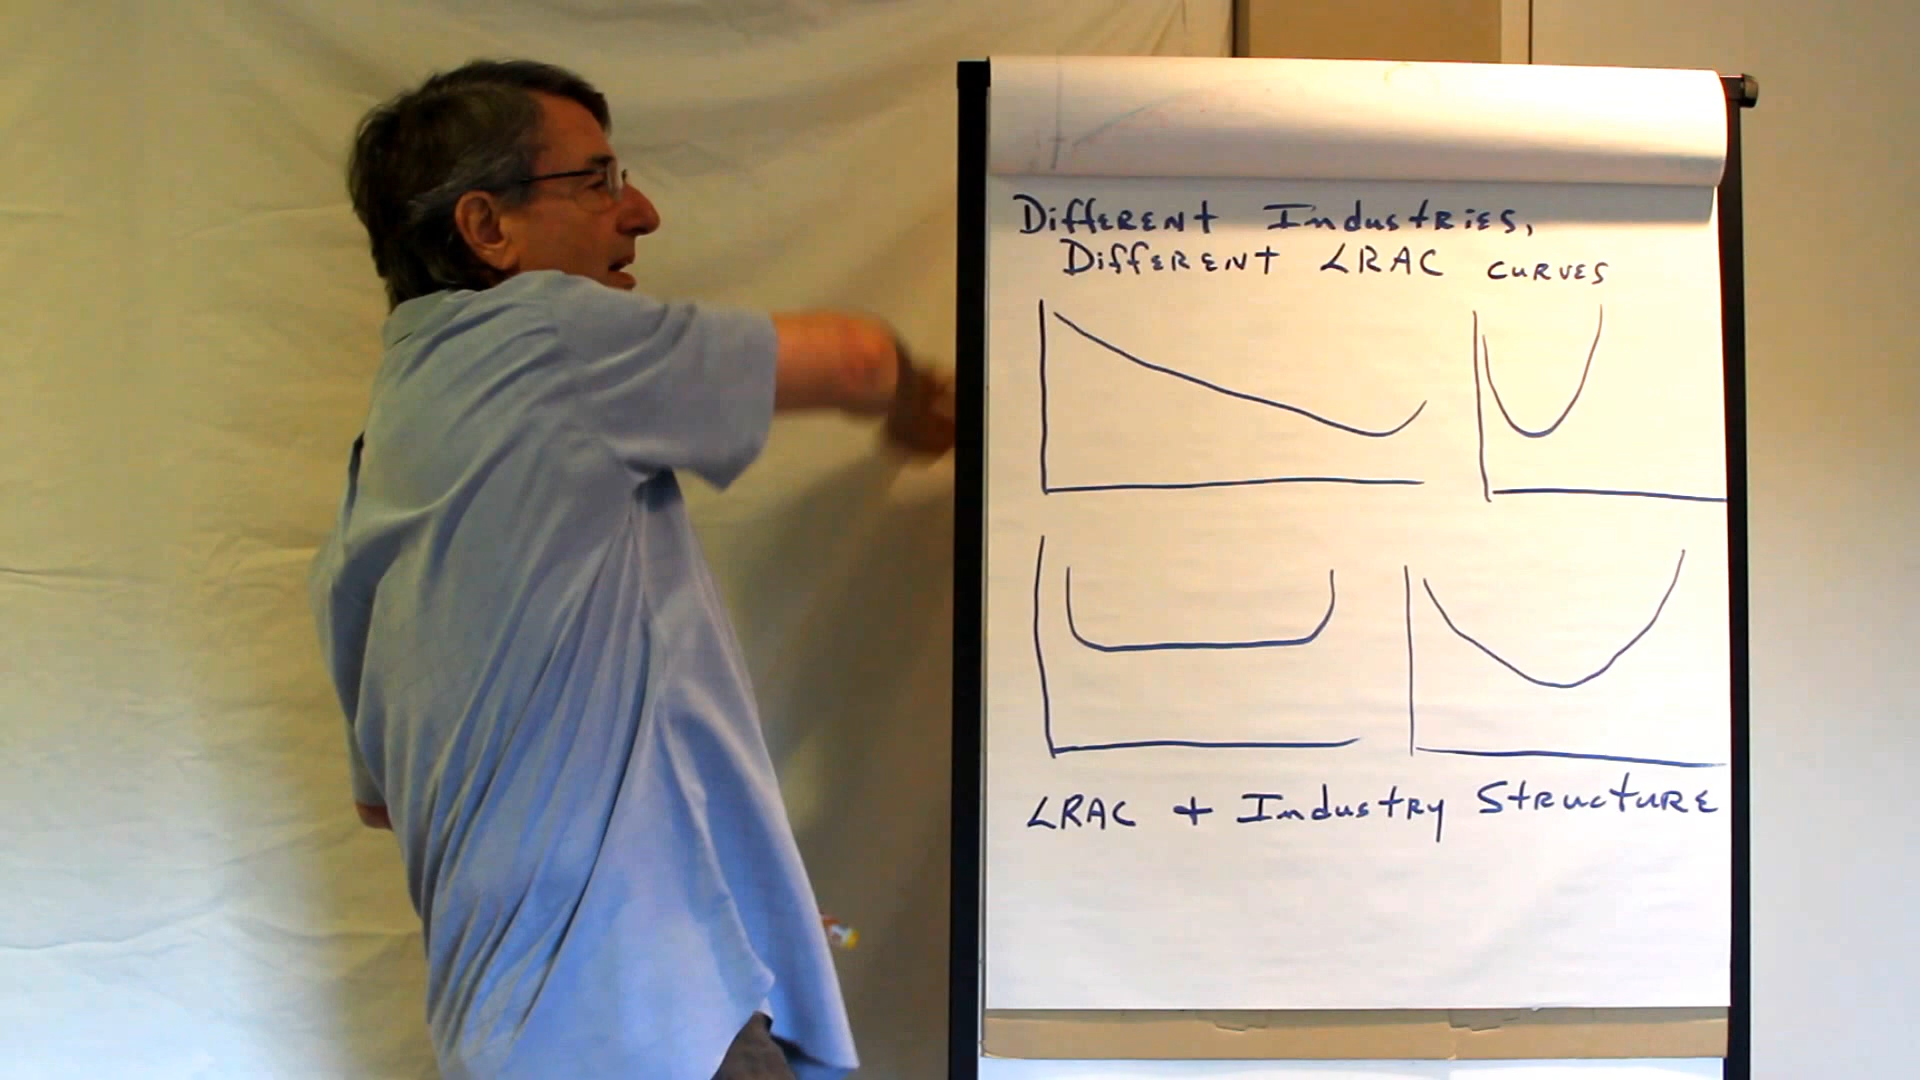 Different Industries,
Different LRAC curves
LRAC + Industry Structure